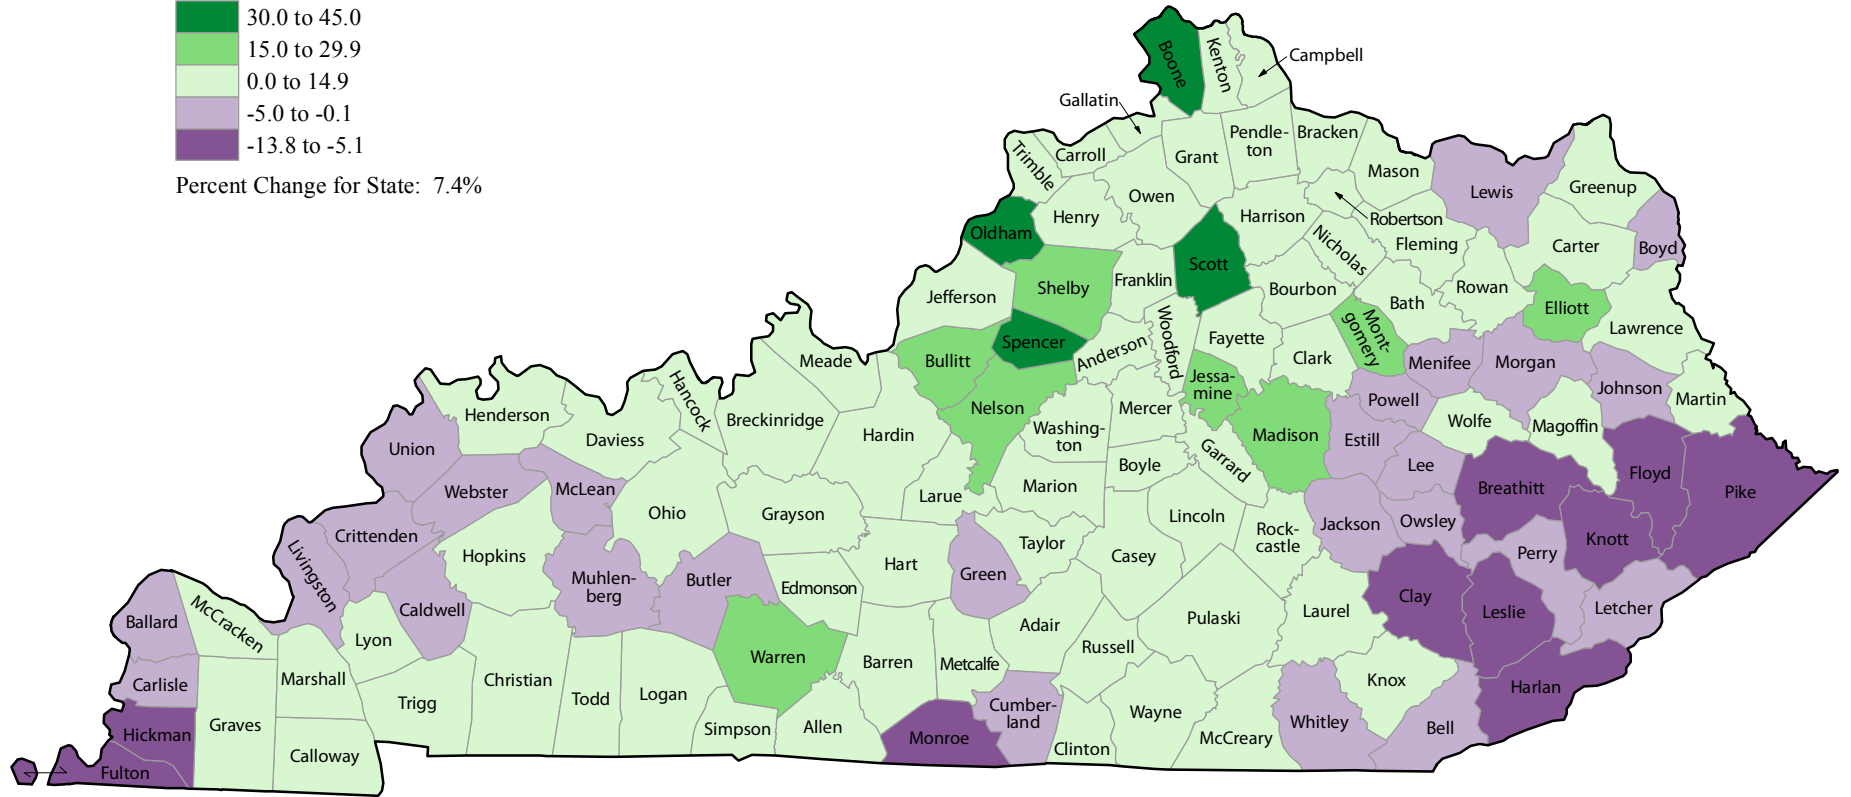 30.0 to 45.0
15.0 to 29.9
0.0 to 14.9
-5.0 to -0.1
-13.8 to -5.1
Percent Change for State: 7.4%
Boone
Kenton
Campbell
Gallatin
Trimble
Carroll
Grant
Pendle-
ton
Bracken
Mason
Lewis
Greenup
Owen
Henry
Oldham
Harrison
Robertson
Nicholas
Fleming
Carter
Boyd
Scott
Franklin
Shelby
Jefferson
Bourbon
Bath
Rowan
Elliott
Lawrence
Spencer
Bullitt
Anderson
Woodford
Fayette
Clark
Mont-
gomery
Menifee
Morgan
Johnson
Martin
Meade
Hancock
Breckinridge
Henderson
Daviess
Union
Hardin
Nelson
Washing-
ton
Mercer
Jessa-
mine
Madison
Powell
Estill
Wolfe
Magoffin
Floyd
Pike
Webster
McLean
Ohio
Grayson
Larue
Marion
Boyle
Garrard
Lee
Breathitt
Crittenden
Livingston
Hopkins
Muhlen-
berg
Butler
Edmonson
Hart
Green
Taylor
Casey
Lincoln
Rock-
castle
Jackson
Owsley
Perry
Knott
Ballard
McCracken
Caldwell
Lyon
Adair
Russell
Pulaski
Laurel
Clay
Leslie
Letcher
Carlisle
Marshall
Trigg
Christian
Todd
Logan
Warren
Barren
Metcalfe
Knox
Harlan
Hickman
Graves
Calloway
Simpson
Allen
Monroe
Cumber-
land
Clinton
Wayne
McCreary
Whitley
Bell
Fulton